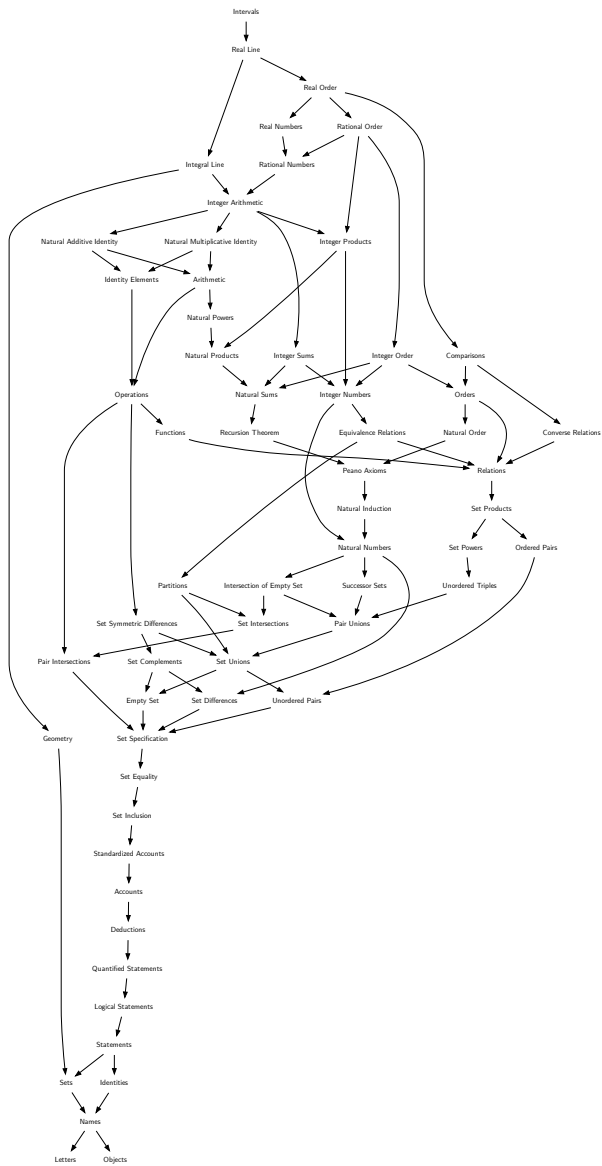 Intervals
Real Line
Real Order
Real Numbers
Rational Order
Integral Line
Rational Numbers
Integer Arithmetic
Natural Additive Identity
Natural Multiplicative Identity
Integer Products
Identity Elements
Arithmetic
Natural Powers
Natural Products
Integer Sums
Integer Order
Comparisons
Operations
Natural Sums
Integer Numbers
Orders
Functions
Recursion Theorem
Equivalence Relations
Natural Order
Converse Relations
Peano Axioms
Relations
Natural Induction
Set Products
Natural Numbers
Set Powers
Ordered Pairs
Partitions
Intersection of Empty Set
Successor Sets
Unordered Triples
Set Symmetric Differences
Set Intersections
Pair Unions
Pair Intersections
Set Complements
Set Unions
Empty Set
Set Differences
Unordered Pairs
Geometry
Set Specification
Set Equality
Set Inclusion
Standardized Accounts
Accounts
Deductions
Quantified Statements
Logical Statements
Statements
Sets
Identities
Names
Letters
Objects